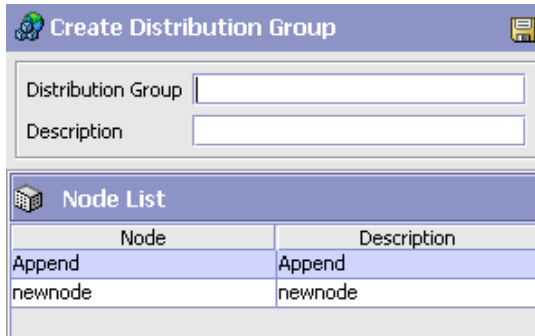 Create Distribution Group
Distribution Group
Description
Node List
Node Description
Append Append
newnode newnode